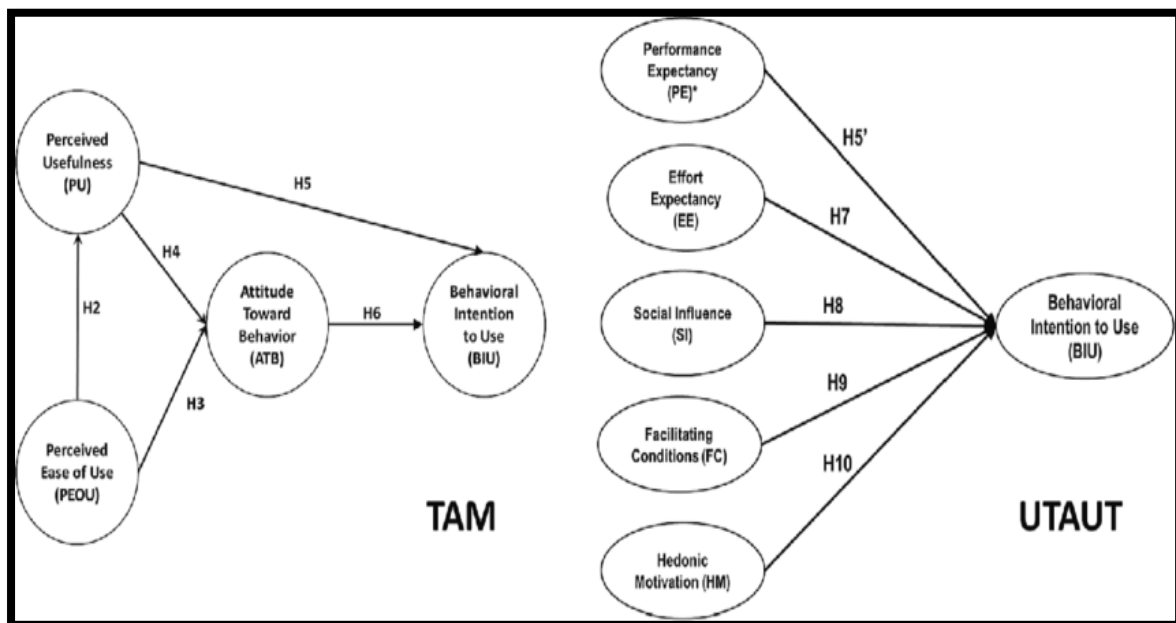 Perceived
Usefulness
(PU)
H5
H4
H2
Attitude
Toward
Behavior
(ATB)
H6
Behavioral
Intention
to Use
(BIU)
H3
Perceived
Ease of Use
(PEOU)
TAM
Performance
Expectancy
(PE)*
H5'
Effort
Expectancy
(EE)
H7
Social Influence
(SI)
H8
Behavioral
Intention to Use
(BIU)
H9
Facilitating
Conditions (FC)
H10
Hedonic
Motivation (HM)
UTAUT